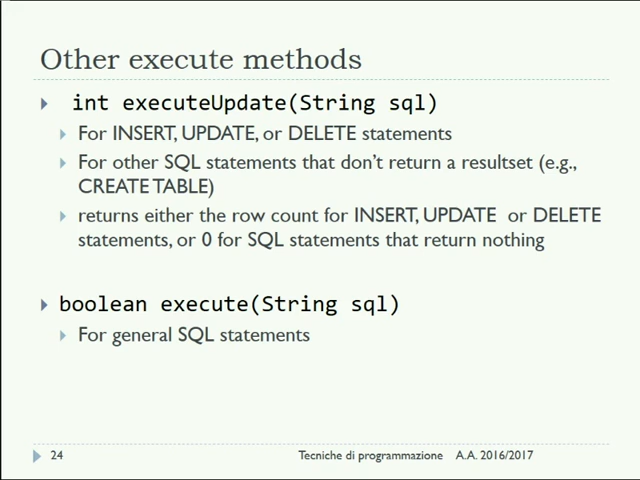 Other execute methods
int executeUpdate(String sql)
For INSERT, UPDATE, or DELETE statements
For other SQL statements that don't return a resultset (e.g.,
CREATE TABLE)
returns either the row count for INSERT, UPDATE or DELETE
statements, or 0 for SQL statements that return nothing
boolean execute(String sql)
For general SQL statements
24 Tecniche di programmazione A.A. 2016/2017